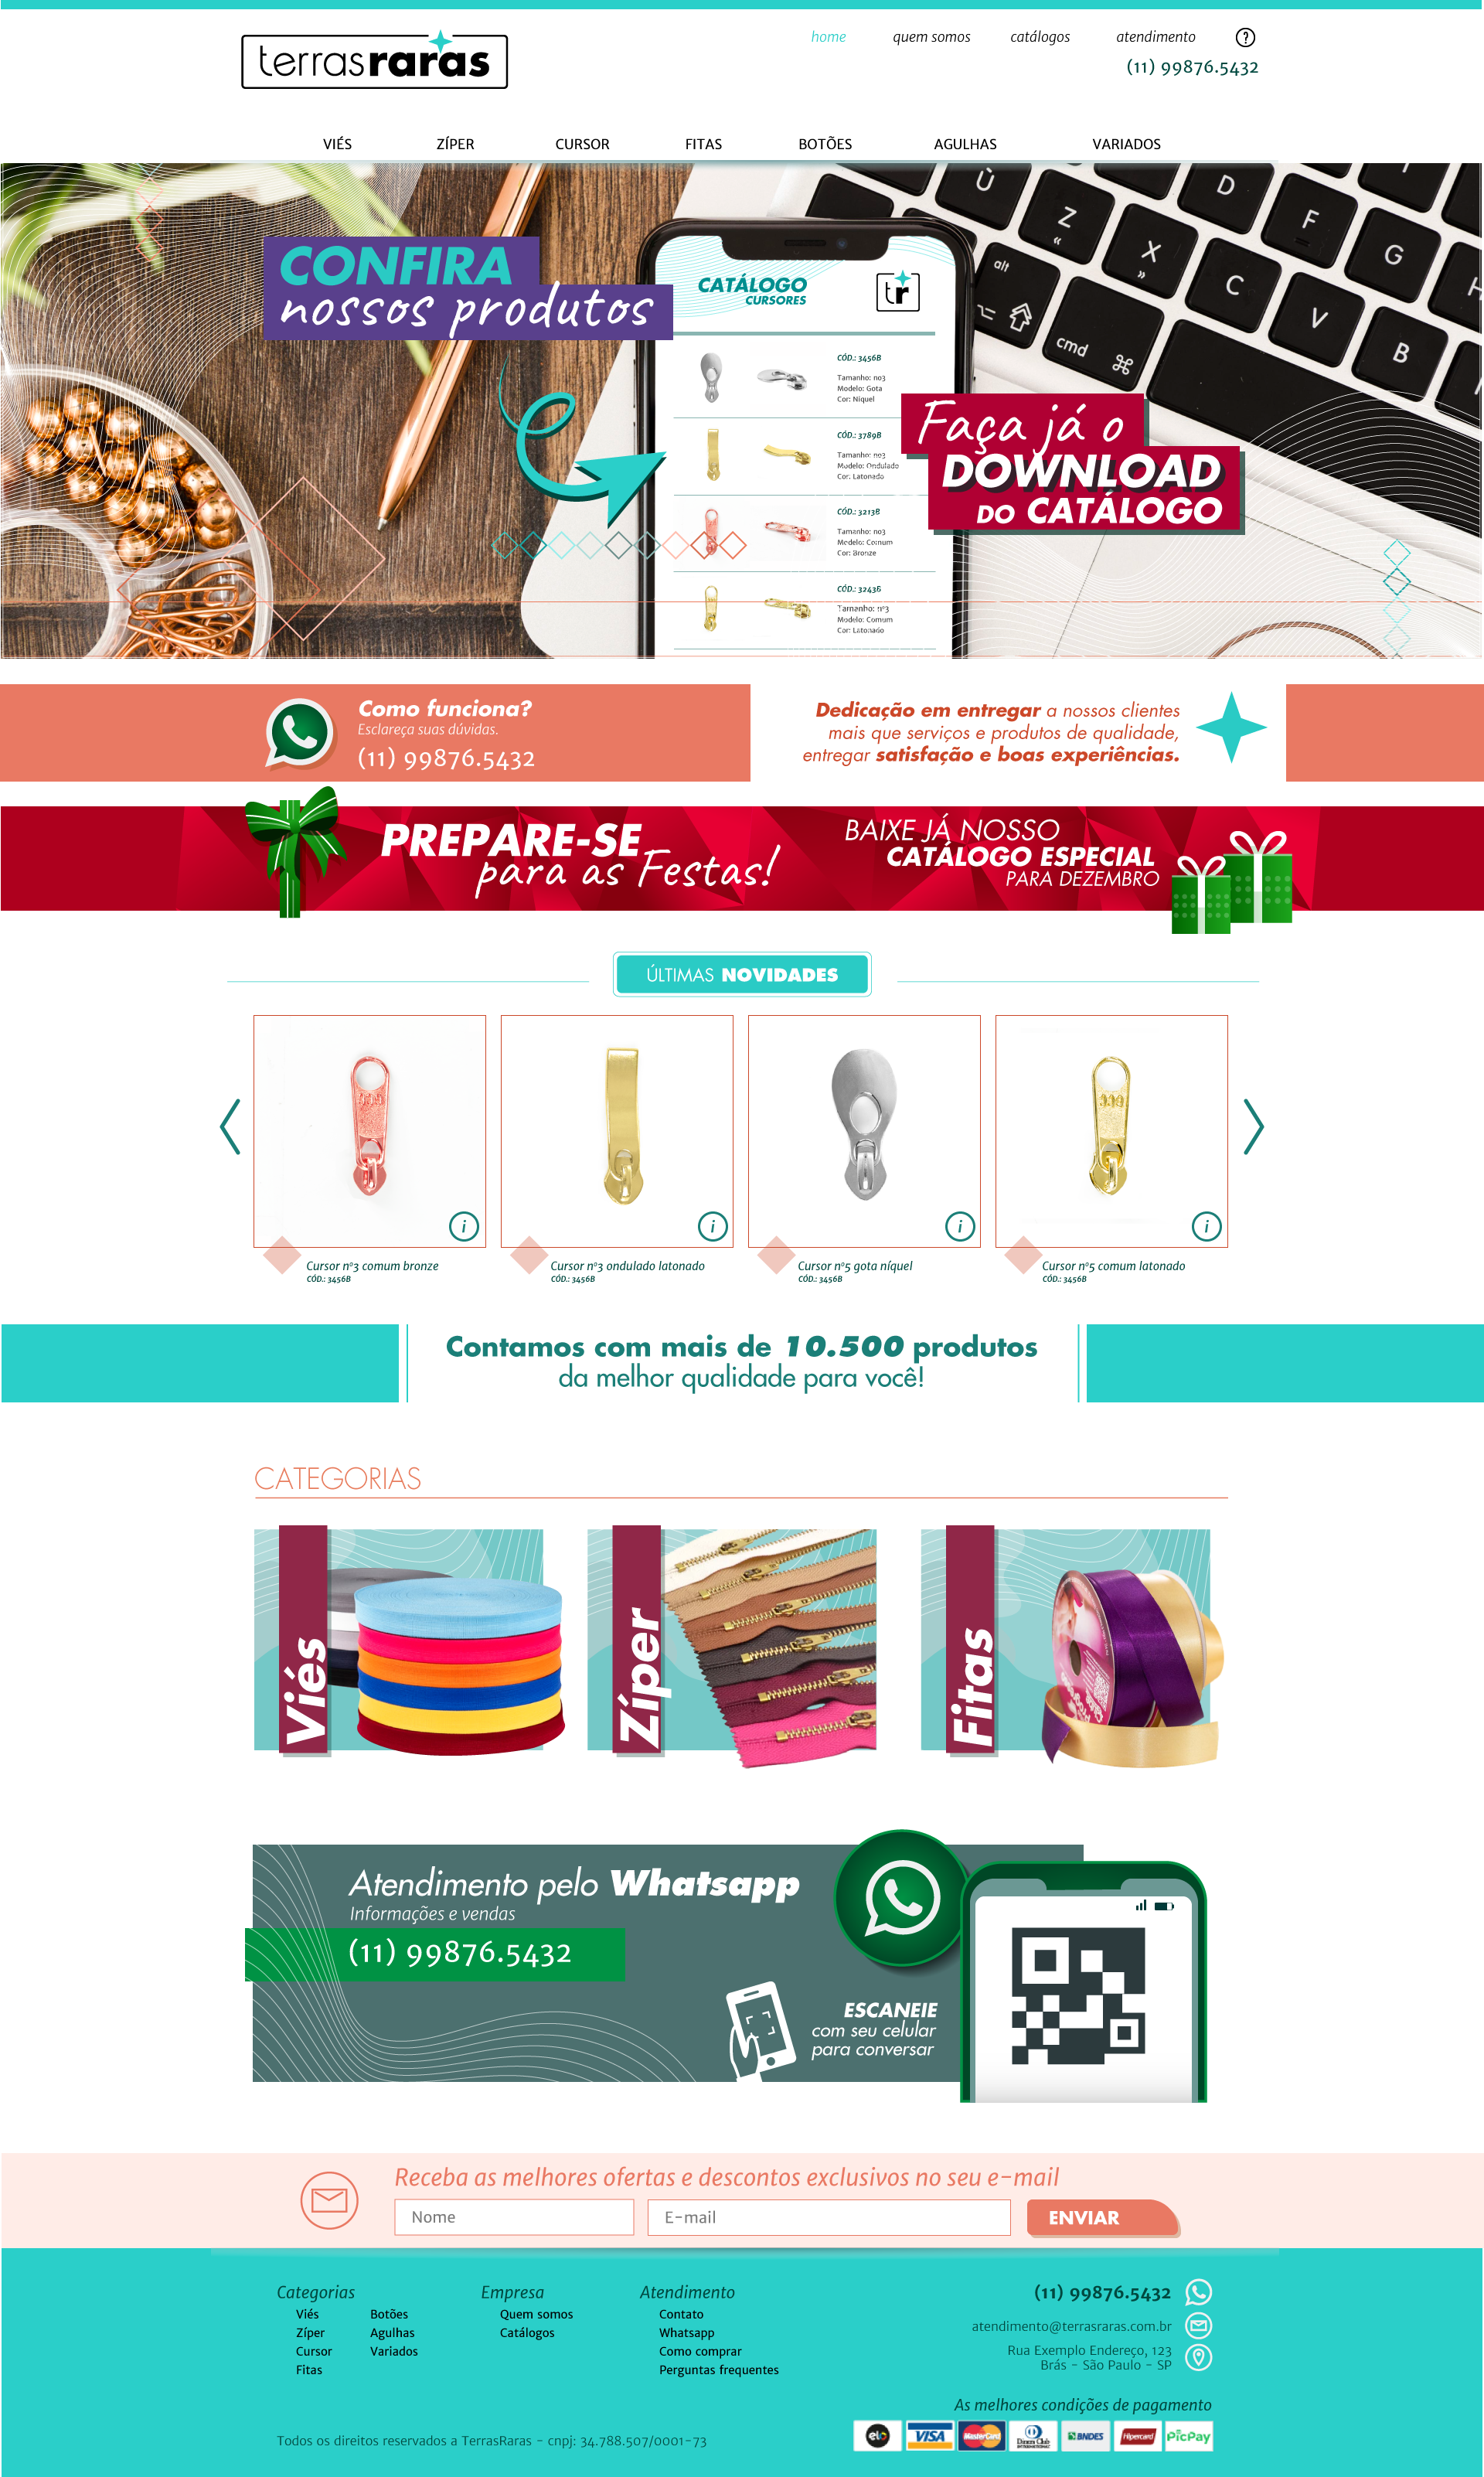 terrasraras
home quem somos catálogos atendimento ?
(11) 99876.5432
VIÉS ZÍPER CURSOR FITAS BOTÕES AGULHAS VARIADOS
CONFIRA
nossos produtos
CATÁLOGO
CURSORES
tr
CÓD.: 3456B
Tamanho: no3
Modelo: Gota
Cor: Níquel
CÓD.: 3789B
Tamanho: no3
Modelo: Ondulado
Cor: Latonado
CÓD.: 3213B
Tamanho: no3
Modelo: Comum
Cor: Bronze
CÓD.: 3243B
Tamanho: nº3
Modelo: Comum
Cor: Latonado
Ù
Z
X
C
V
B
D
F
G
H
alt
cmd
Faça já o
DOWNLOAD
DO CATÁLOGO
Como funciona?
Esclareça suas dúvidas.
(11) 99876.5432
Dedicação em entregar a nossos clientes
mais que serviços e produtos de qualidade,
entregar satisfação e boas experiências.
PREPARE-SE
para as Festas!
BAIXE JÁ NOSSO
CATÁLOGO ESPECIAL
PARA DEZEMBRO
ÚLTIMAS NOVIDADES
i i i i
Cursor nº3 comum bronze
CÓD.: 3456B
Cursor nº3 ondulado latonado
CÓD.: 3456B
Cursor nº5 gota níquel
CÓD.: 3456B
Cursor nº5 comum latonado
CÓD.: 3456B
Contamos com mais de 10.500 produtos
da melhor qualidade para você!
CATEGORIAS
Viés
Zíper
Fitas
Atendimento pelo Whatsapp
Informações e vendas
(11) 99876.5432
ESCANEIE
com seu celular
para conversar
Receba as melhores ofertas e descontos exclusivos no seu e-mail
Nome E-mail ENVIAR
Categorias
Viés
Zíper
Cursor
Fitas
Botões
Agulhas
Variados
Empresa
Quem somos
Catálogos
Atendimento
Contato
Whatsapp
Como comprar
Perguntas frequentes
(11) 99876.5432
atendimento@terrasraras.com.br
Rua Exemplo Endereço, 123
Brás - São Paulo - SP
As melhores condições de pagamento
elo VISA MasterCard Diners Club INTERNATIONAL BNDES Hipercard PicPay
Todos os direitos reservados a TerrasRaras - cnpj: 34.788.507/0001-73